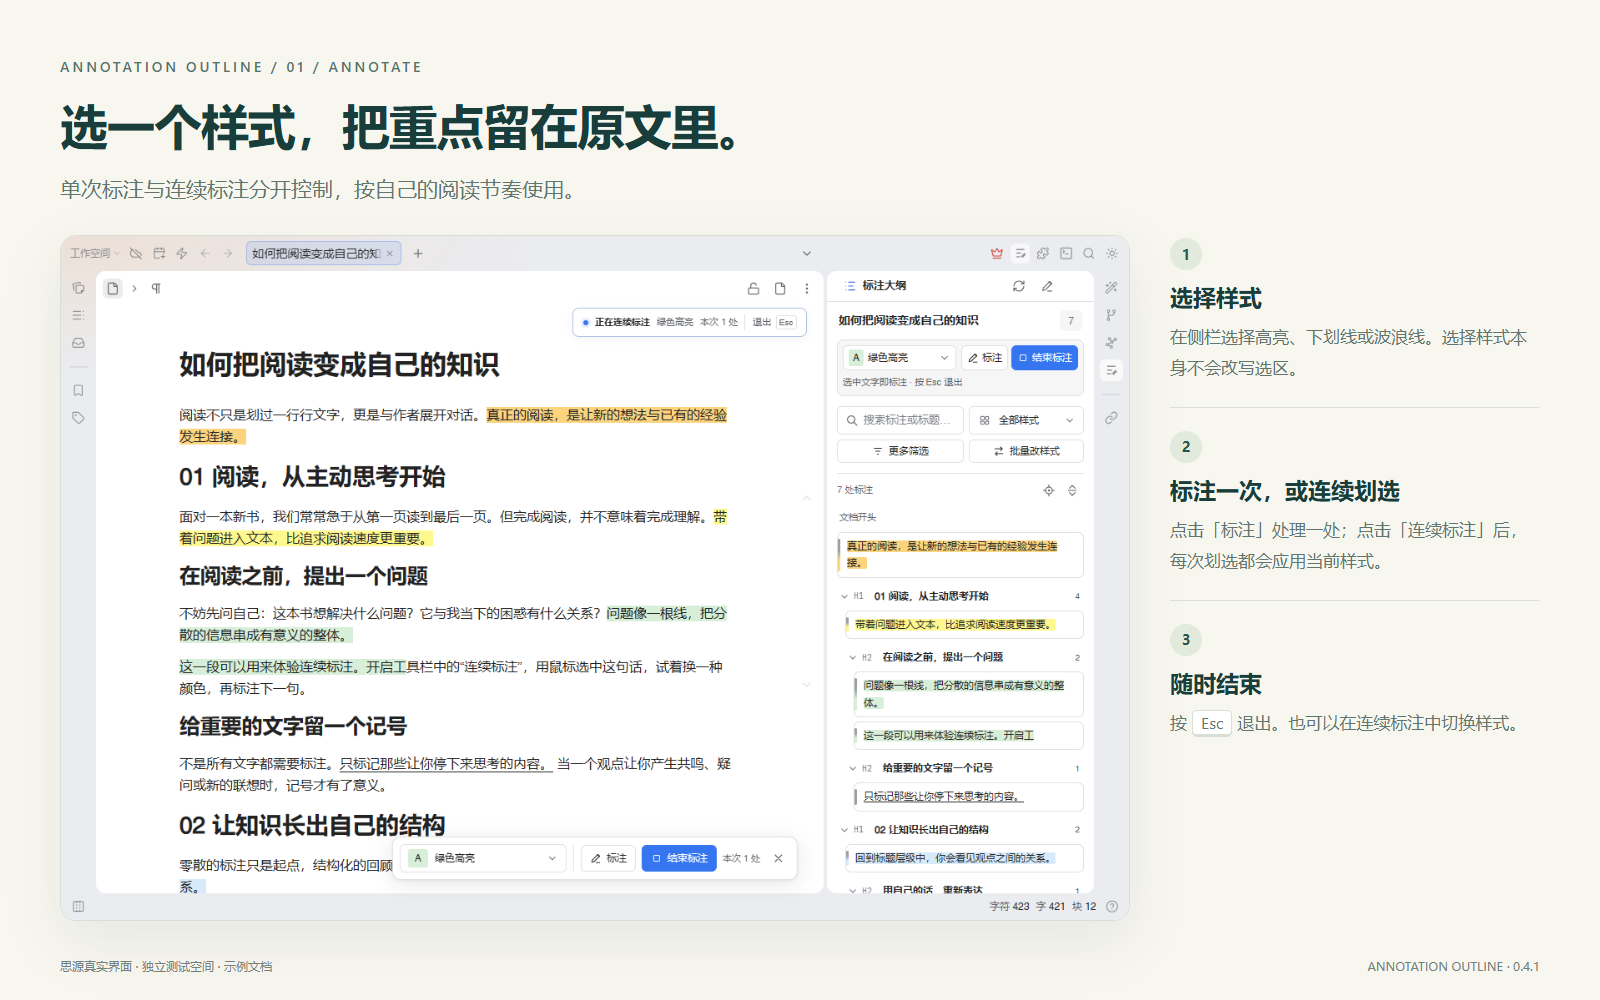 ANNOTATION OUTLINE / 01 / ANNOTATE
选一个样式，把重点留在原文里。
单次标注与连续标注分开控制，按自己的阅读节奏使用。
工作空间
如何把阅读变成自己的知
正在连续标注 绿色高亮 本次 1 处 退出 Esc
如何把阅读变成自己的知识
阅读不只是划过一行行文字，更是与作者展开对话。真正的阅读，是让新的想法与已有的经验
发生连接。
01 阅读，从主动思考开始
面对一本新书，我们常常急于从第一页读到最后一页。但完成阅读，并不意味着完成理解。带
着问题进入文本，比追求阅读速度更重要。
在阅读之前，提出一个问题
不妨先问自己：这本书想解决什么问题？它与我当下的困惑有什么关系？问题像一根线，把分
散的信息串成有意义的整体。
这一段可以用来体验连续标注。开启工具栏中的“连续标注”，用鼠标选中这句话，试着换一种
颜色，再标注下一句。
给重要的文字留一个记号
不是所有文字都需要标注。只标记那些让你停下来思考的内容。当一个观点让你产生共鸣、疑
问或新的联想时，记号才有了意义。
02 让知识长出自己的结构
零散的标注只是起点，结构化的回顾
系。
A 绿色高亮 标注 结束标注 本次 1 处
标注大纲
如何把阅读变成自己的知识 7
A 绿色高亮 标注 结束标注
选中文字即标注 · 按 Esc 退出
搜索标注或标题... 全部样式
更多筛选 批量改样式
7 处标注
文档开头
真正的阅读，是让新的想法与已有的经验发生连
接。
H1 01 阅读，从主动思考开始 4
带着问题进入文本，比追求阅读速度更重要。
H2 在阅读之前，提出一个问题 2
问题像一根线，把分散的信息串成有意义的整
体。
这一段可以用来体验连续标注。开启工
H2 给重要的文字留一个记号 1
只标记那些让你停下来思考的内容。
H1 02 让知识长出自己的结构 2
回到标题层级中，你会看见观点之间的关系。
H2 用自己的话，重新表达 1
字符 423 字 421 块 12
1
选择样式
在侧栏选择高亮、下划线或波浪线。选择样式本
身不会改写选区。
2
标注一次，或连续划选
点击「标注」处理一处；点击「连续标注」后，
每次划选都会应用当前样式。
3
随时结束
按 Esc 退出。也可以在连续标注中切换样式。
思源真实界面 · 独立测试空间 · 示例文档
ANNOTATION OUTLINE · 0.4.1